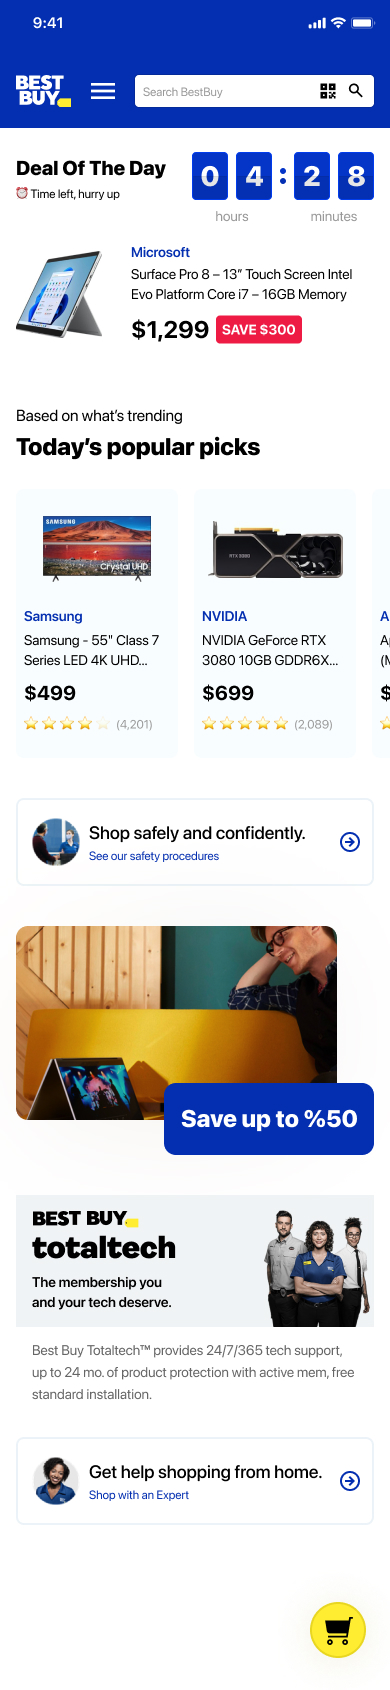 9:41
BEST
BUY
Search BestBuy
Deal Of The Day
Time left, hurry up
04:28
hours minutes
Microsoft
Surface Pro 8 – 13” Touch Screen Intel
Evo Platform Core i7 – 16GB Memory
$1,299 SAVE $300
Based on what’s trending
Today’s popular picks
SAMSUNG
Crystal UHD
Samsung
Samsung - 55" Class 7
Series LED 4K UHD...
$499
(4,201)
RTX 3080
NVIDIA
NVIDIA GeForce RTX
3080 10GB GDDR6X...
$699
(2,089)
A
A
(M
$
Shop safely and confidently.
See our safety procedures
Save up to %50
BEST BUY
totaltech
The membership you
and your tech deserve.
Best Buy Totaltech™ provides 24/7/365 tech support,
up to 24 mo. of product protection with active mem, free
standard installation.
Get help shopping from home.
Shop with an Expert